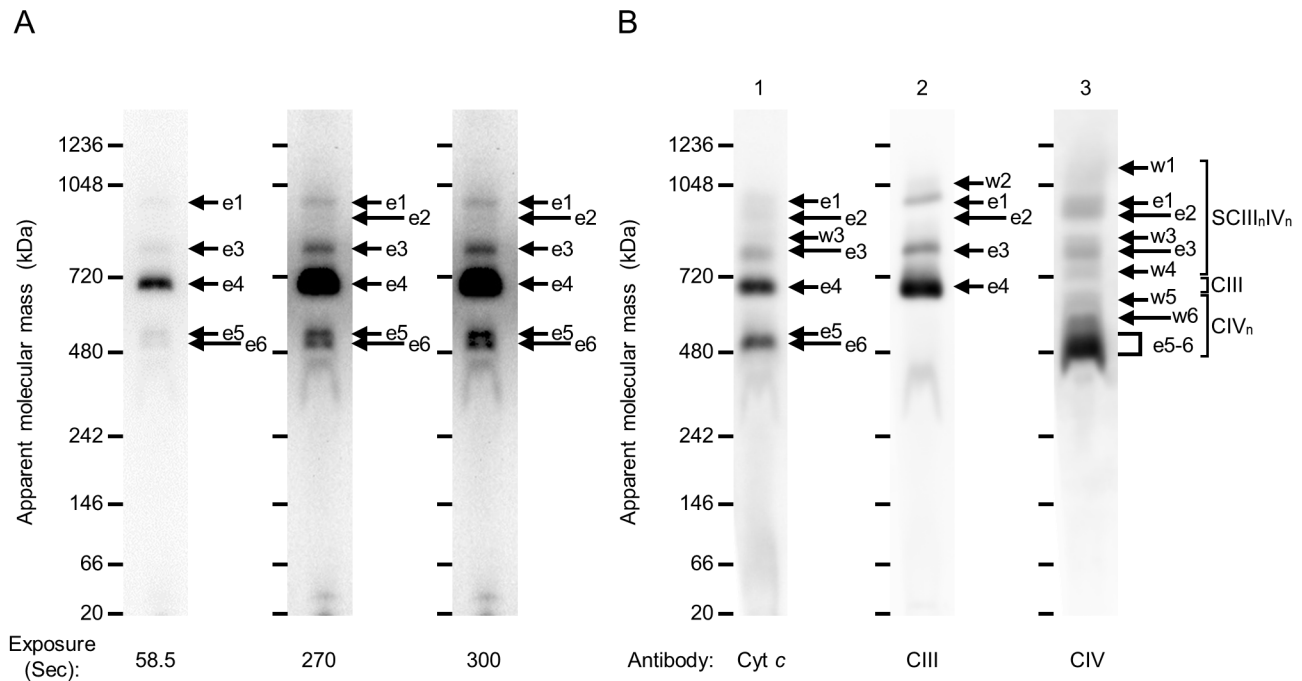 A
B
1
2
3
Apparent molecular mass (kDa)
1236
1048
720
480
242
146
66
20
e1
e3
e4
e5
e6
e1
e2
e3
e4
e5
e6
e1
e2
e3
e4
e5
e6
Exposure (Sec):
58.5
270
300
Apparent molecular mass (kDa)
1236
1048
720
480
242
146
66
20
e1
e2
w3
e3
e4
e5
e6
w2
e1
e2
e3
e4
w1
e1
e2
w3
e3
w4
w5
w6
e5-6
SCIIIₙIVₙ
CIII
CIVₙ
Antibody:
Cyt c
CIII
CIV